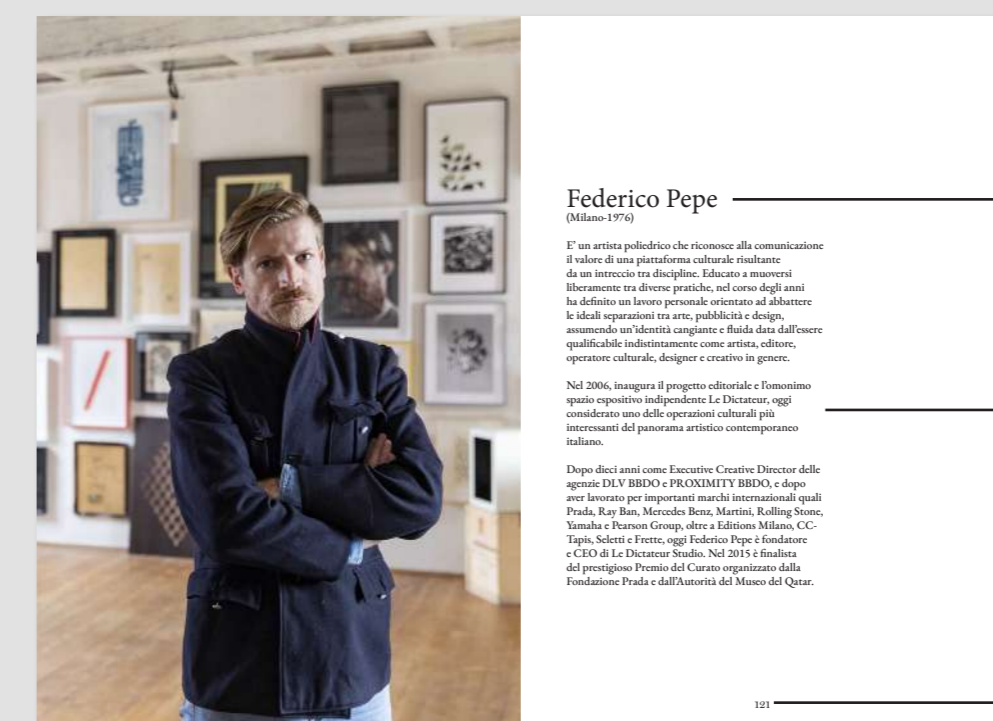 Federico Pepe
(Milano-1976)
E' un artista poliedrico che riconosce alla comunicazione
il valore di una piattaforma culturale risultante
da un intreccio tra discipline. Educato a muoversi
liberamente tra diverse pratiche, nel corso degli anni
ha definito un lavoro personale orientato ad abbattere
le ideali separazioni tra arte, pubblicità e design,
assumendo un'identità cangiante e fluida data dall'essere
qualificabile indistintamente come artista, editore,
operatore culturale, designer e creativo in genere.
Nel 2006, inaugura il progetto editoriale e l'omonimo
spazio espositivo indipendente Le Dictateur, oggi
considerato uno delle operazioni culturali più
interessanti del panorama artistico contemporaneo
italiano.
Dopo dieci anni come Executive Creative Director delle
agenzie DLV BBDO e PROXIMITY BBDO, e dopo
aver lavorato per importanti marchi internazionali quali
Prada, Ray Ban, Mercedes Benz, Martini, Rolling Stone,
Yamaha e Pearson Group, oltre a Editions Milano, CC-
Tapis, Seletti e Frette, oggi Federico Pepe è fondatore
e CEO di Le Dictateur Studio. Nel 2015 è finalista
del prestigioso Premio del Curato organizzato dalla
Fondazione Prada e dall'Autorità del Museo del Qatar.
121